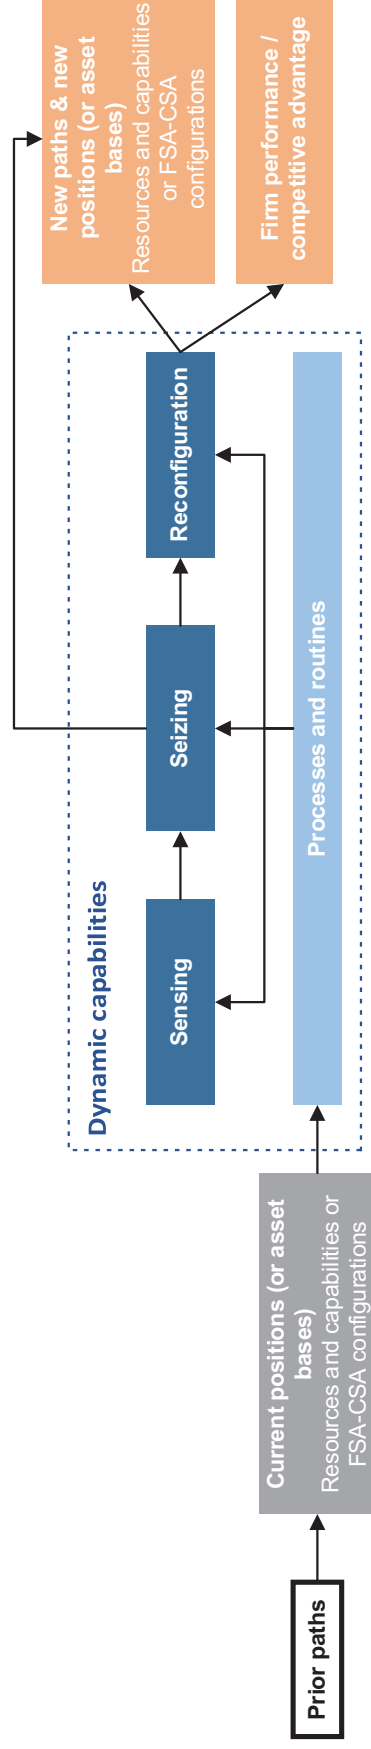 Prior paths
Current positions (or asset
bases)
Resources and capabilities or
FSA-CSA configurations
Dynamic capabilities
Sensing
Seizing
Reconfiguration
Processes and routines
New paths & new
positions (or asset
bases)
Resources and capabilities
or FSA-CSA
configurations
Firm performance /
competitive advantage